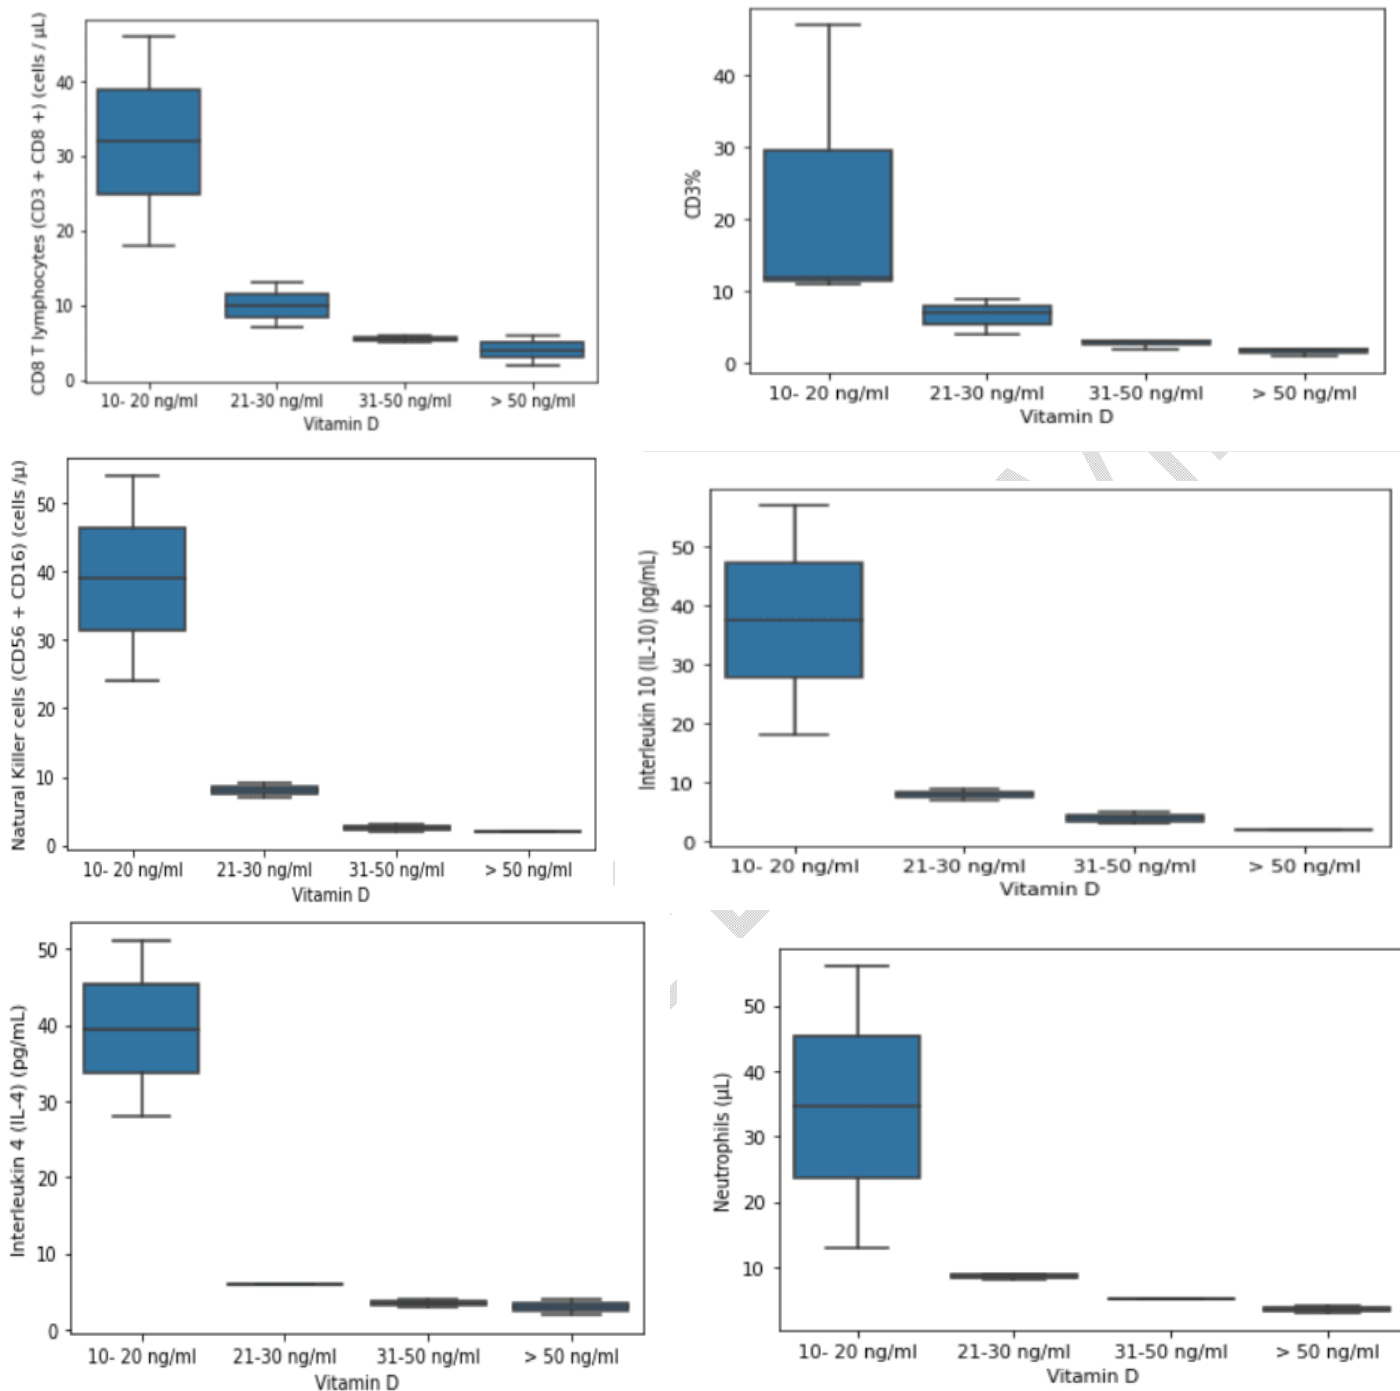 CD8 T lymphocytes (CD3 + CD8 +) (cells / μL)
40
30
20
10
0
10- 20 ng/ml 21-30 ng/ml 31-50 ng/ml > 50 ng/ml
Vitamin D
CD3%
40
30
20
10
0
10- 20 ng/ml 21-30 ng/ml 31-50 ng/ml > 50 ng/ml
Vitamin D
Natural Killer cells (CD56 + CD16) (cells /μ)
50
40
30
20
10
0
10- 20 ng/ml 21-30 ng/ml 31-50 ng/ml > 50 ng/ml
Vitamin D
Interleukin 10 (IL-10) (pg/mL)
50
40
30
20
10
0
10- 20 ng/ml 21-30 ng/ml 31-50 ng/ml > 50 ng/ml
Vitamin D
Interleukin 4 (IL-4) (pg/mL)
50
40
30
20
10
0
10- 20 ng/ml 21-30 ng/ml 31-50 ng/ml > 50 ng/ml
Vitamin D
Neutrophils (μL)
50
40
30
20
10
10- 20 ng/ml 21-30 ng/ml 31-50 ng/ml > 50 ng/ml
Vitamin D